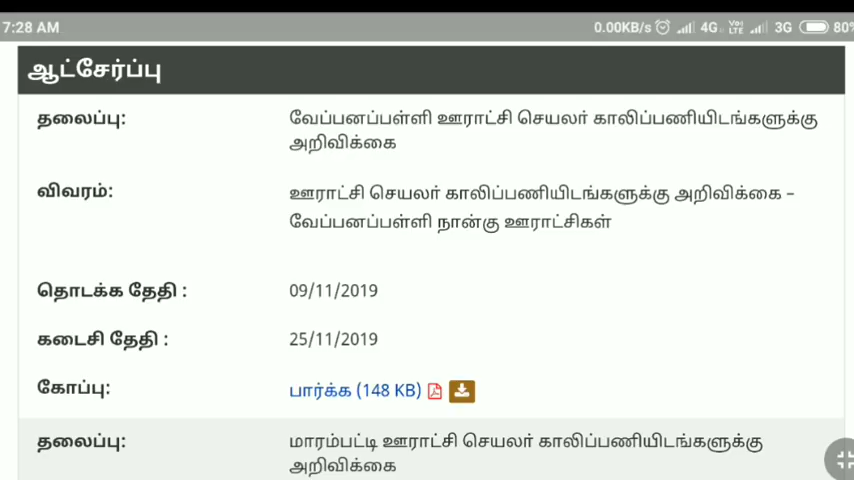 7:28 AM 0.00KB/s 4G VoLTE 3G 80%
ஆட்சேர்ப்பு
தலைப்பு: வேப்பனப்பள்ளி ஊராட்சி செயலர் காலிப்பணியிடங்களுக்கு
அறிவிக்கை
விவரம்: ஊராட்சி செயலர் காலிப்பணியிடங்களுக்கு அறிவிக்கை –
வேப்பனப்பள்ளி நான்கு ஊராட்சிகள்
தொடக்க தேதி : 09/11/2019
கடைசி தேதி : 25/11/2019
கோப்பு: பார்க்க (148 KB)
தலைப்பு: மாரம்பட்டி ஊராட்சி செயலர் காலிப்பணியிடங்களுக்கு
அறிவிக்கை